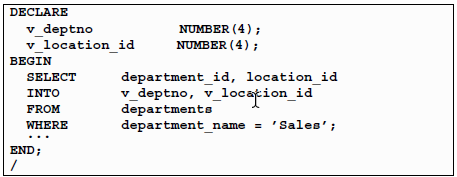 DECLARE
v_deptno NUMBER(4);
v_location_id NUMBER(4);
BEGIN
SELECT department_id, location_id
INTO v_deptno, v_location_id
FROM departments
WHERE department_name = ’Sales’;
...
END;
/